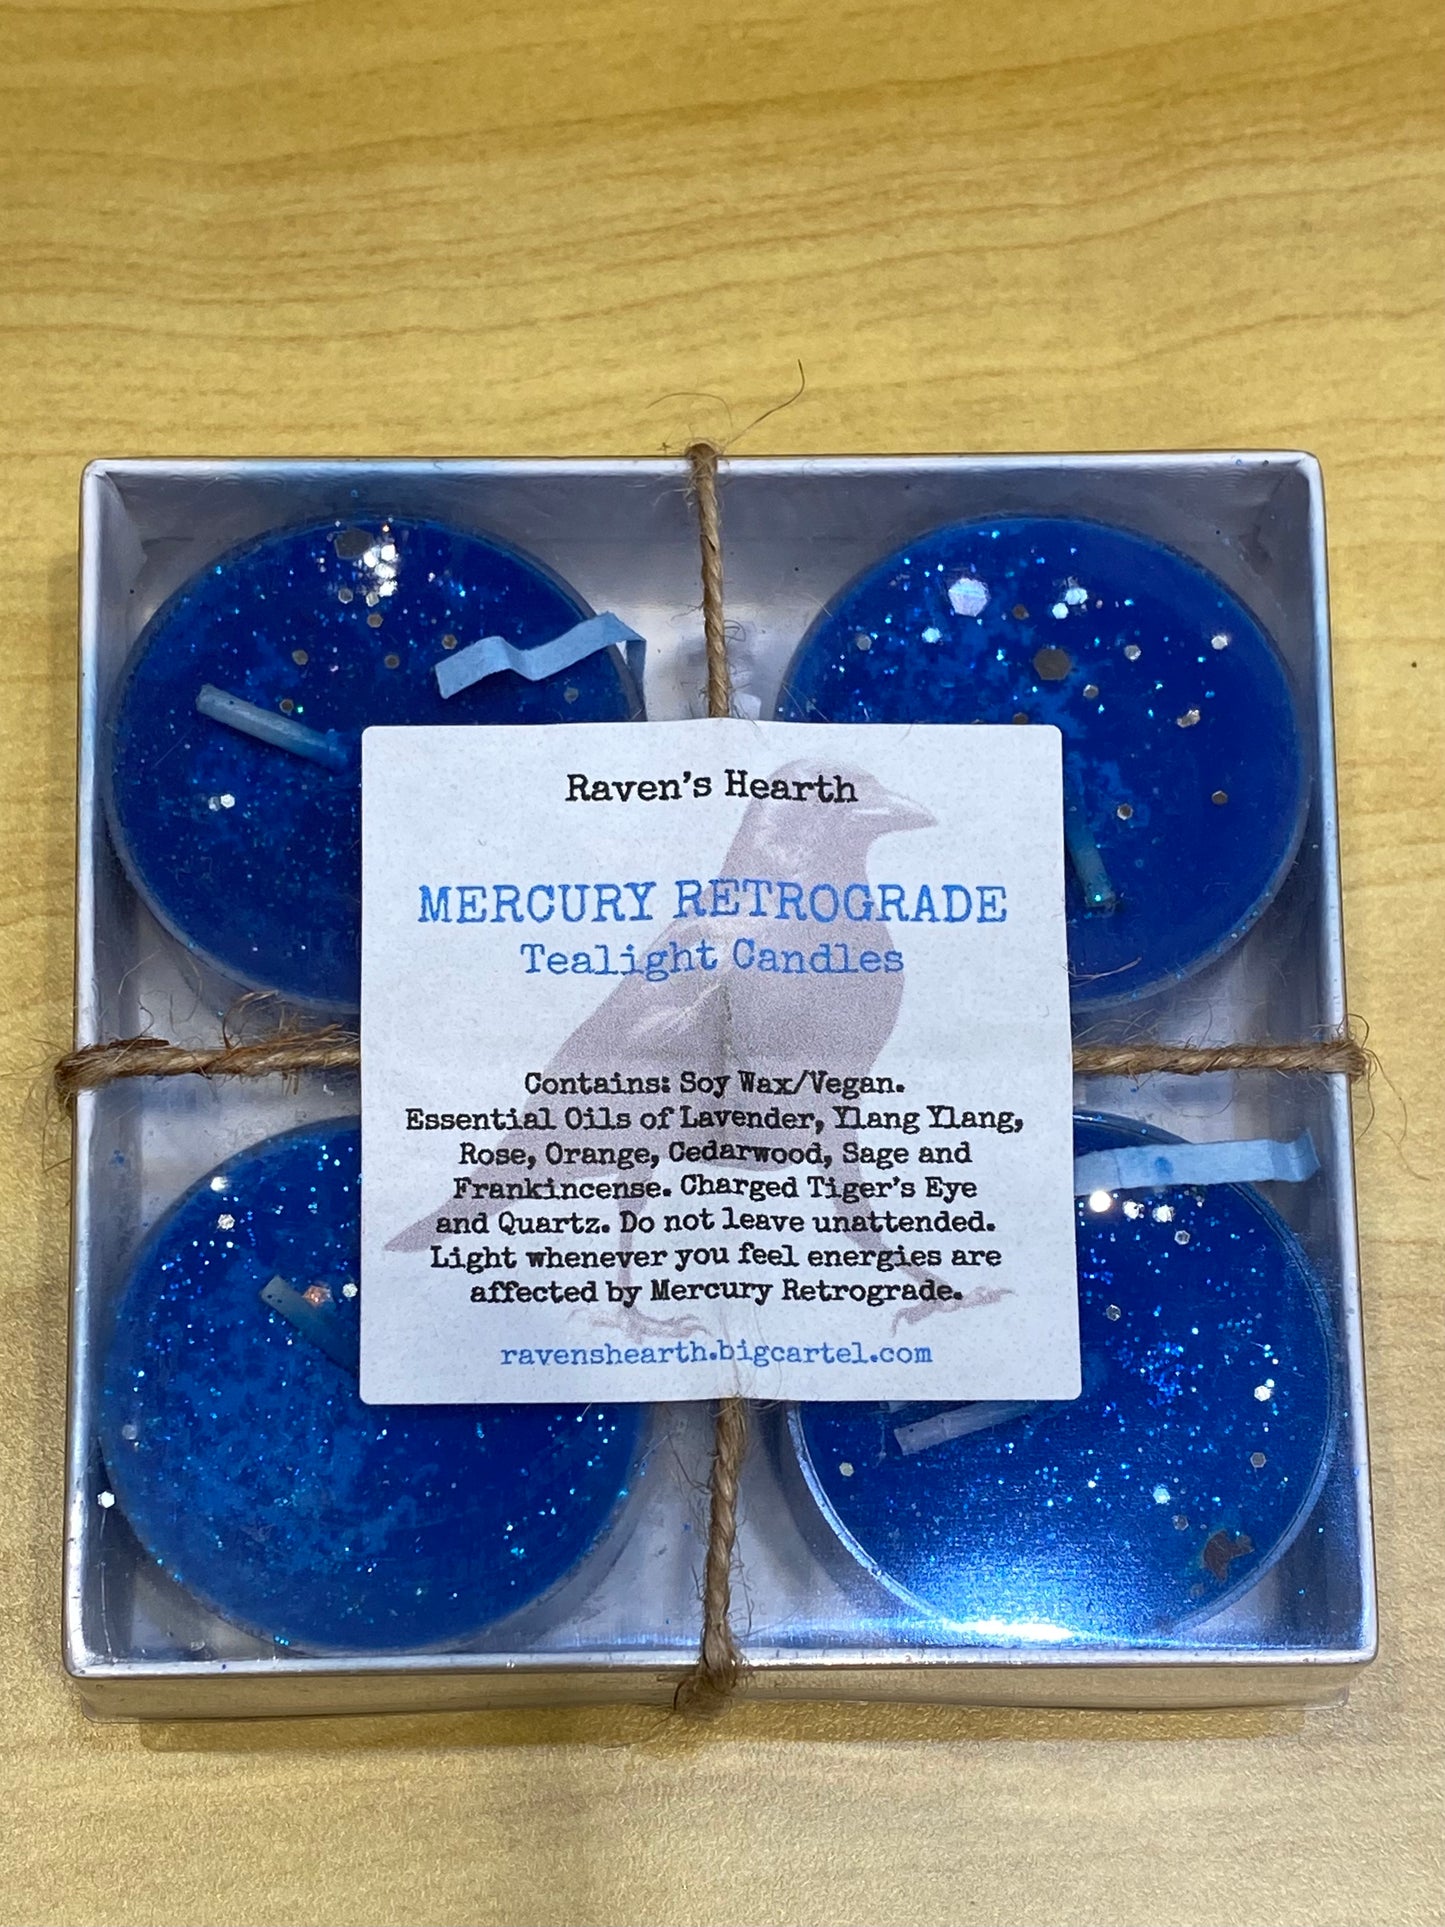 Raven's Hearth
MERCURY RETROGRADE
Tealight Candles
Contains: Soy Wax/Vegan.
Essential Oils of Lavender, Ylang Ylang,
Rose, Orange, Cedarwood, Sage and
Frankincense. Charged Tiger's Eye
and Quartz. Do not leave unattended.
Light whenever you feel energies are
affected by Mercury Retrograde.
ravenshearth.bigcartel.com